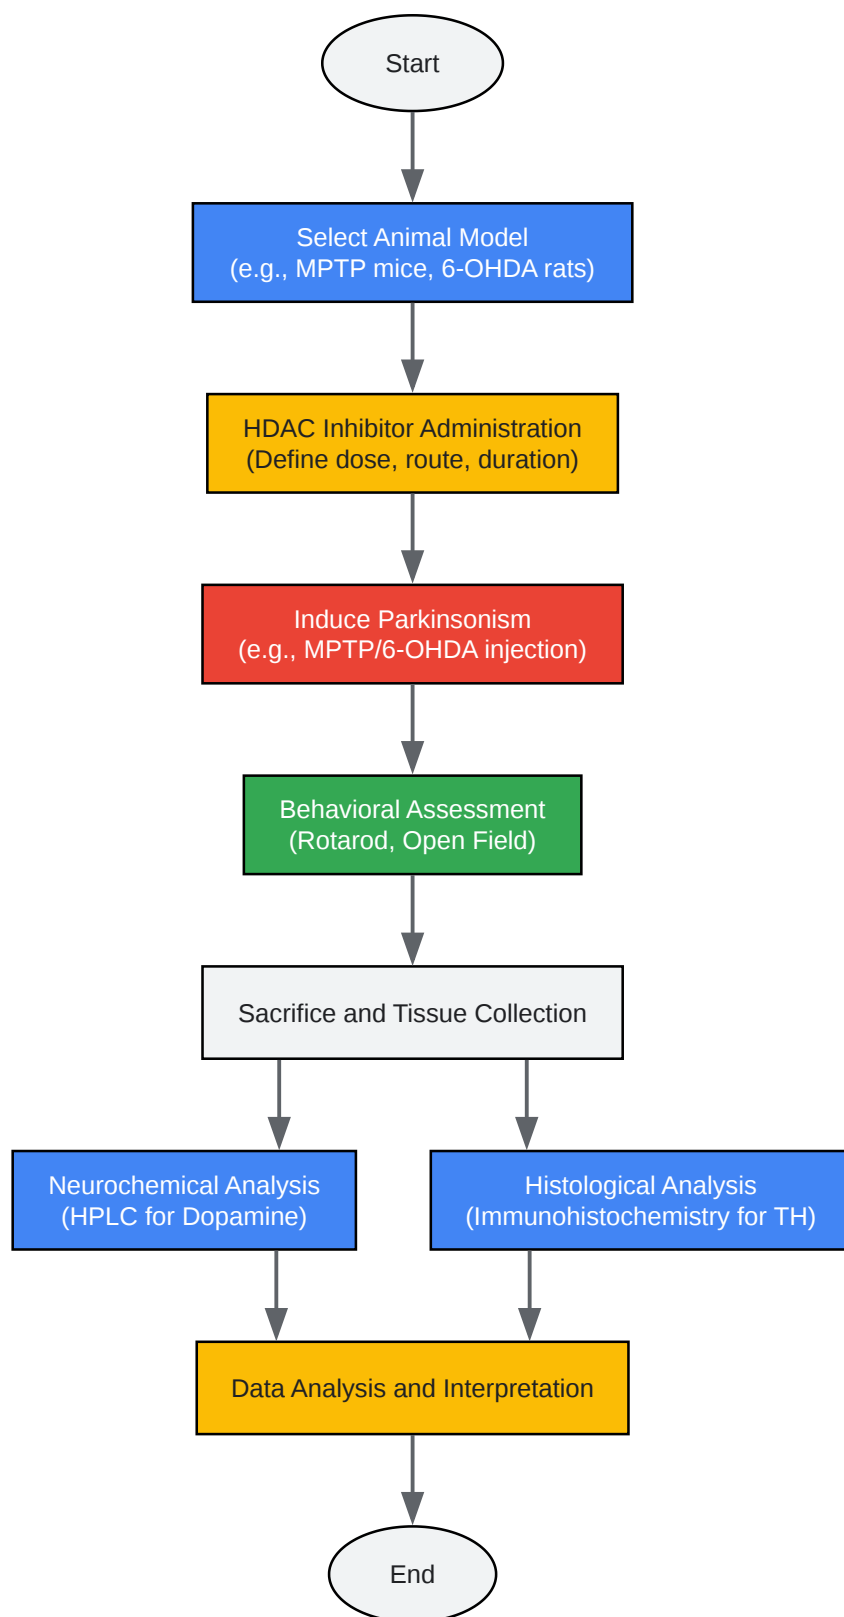 Start
Select Animal Model
(e.g., MPTP mice, 6-OHDA rats)
HDAC Inhibitor Administration
(Define dose, route, duration)
Induce Parkinsonism
(e.g., MPTP/6-OHDA injection)
Behavioral Assessment
(Rotarod, Open Field)
Sacrifice and Tissue Collection
Neurochemical Analysis
(HPLC for Dopamine)
Histological Analysis
(Immunohistochemistry for TH)
Data Analysis and Interpretation
End